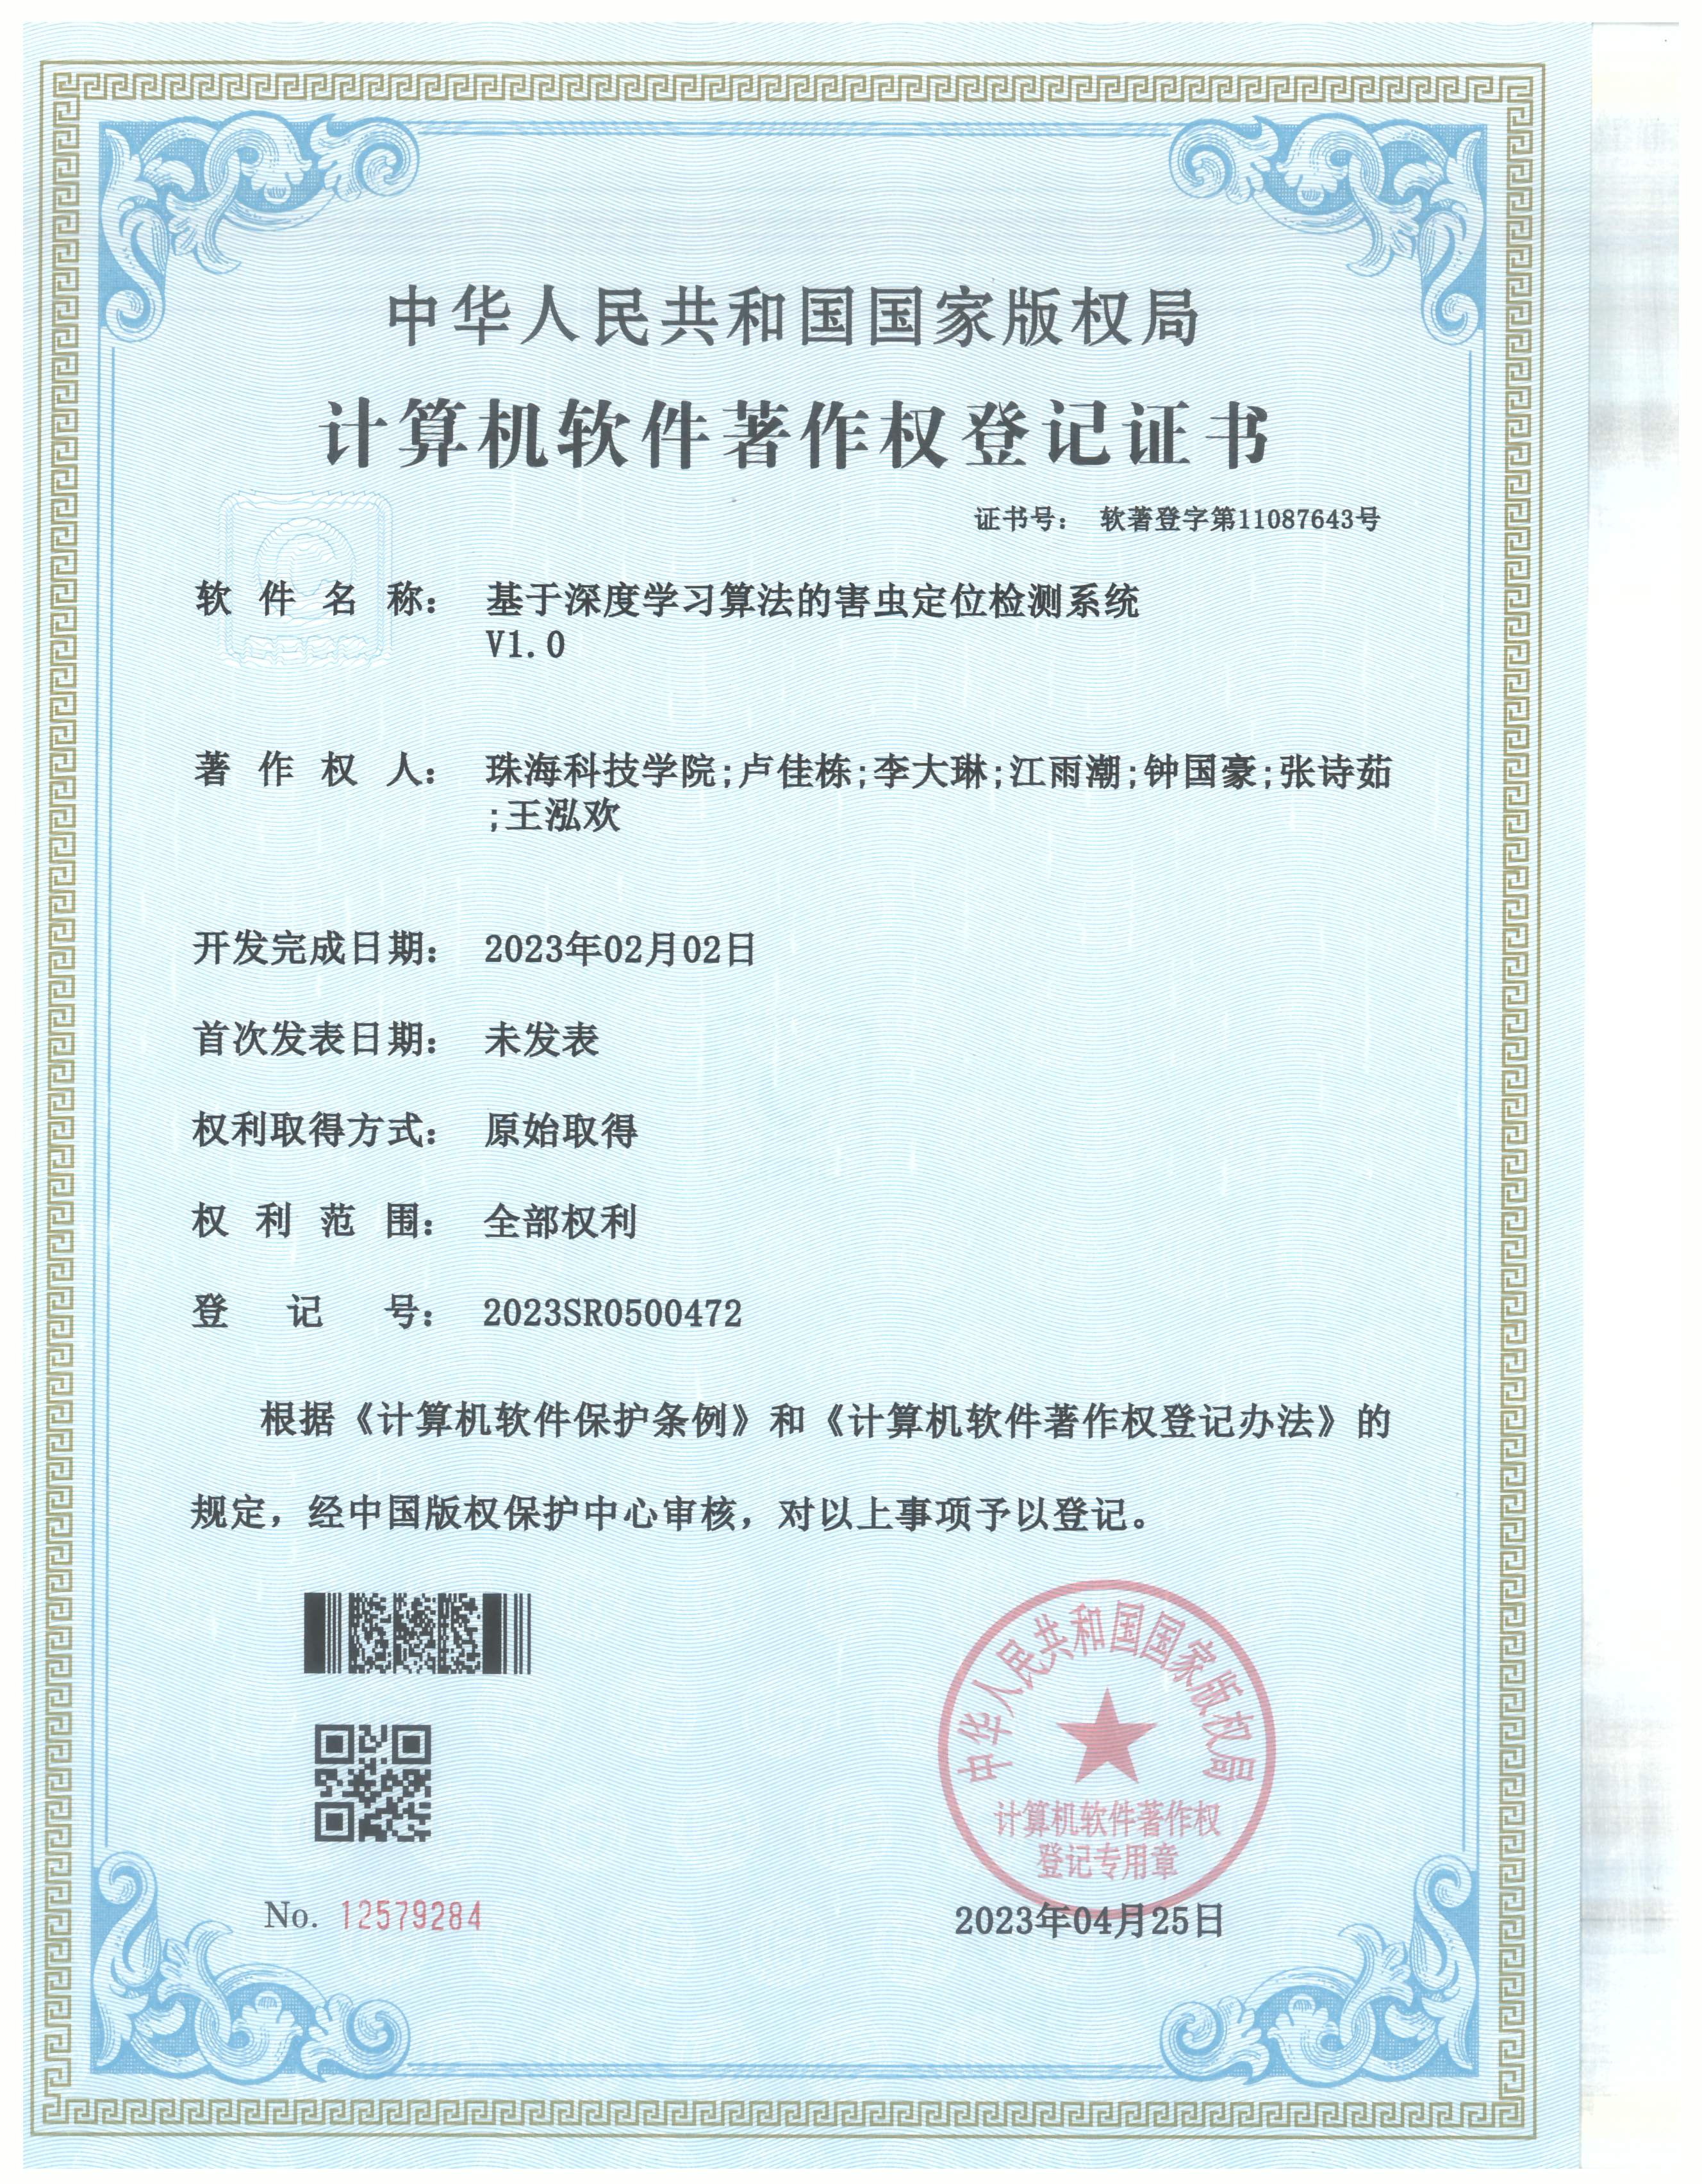 中华人民共和国国家版权局
计算机软件著作权登记证书
证书号： 软著登字第11087643号
软件名称： 基于深度学习算法的害虫定位检测系统
V1.0
著作权人： 珠海科技学院;卢佳栋;李大琳;江雨潮;钟国豪;张诗茹
;王泓欢
开发完成日期： 2023年02月02日
首次发表日期： 未发表
权利取得方式： 原始取得
权利范围： 全部权利
登记号： 2023SR0500472
根据《计算机软件保护条例》和《计算机软件著作权登记办法》的
规定，经中国版权保护中心审核，对以上事项予以登记。
中华人民共和国国家版权局
计算机软件著作权
登记专用章
No. 12579284
2023年04月25日